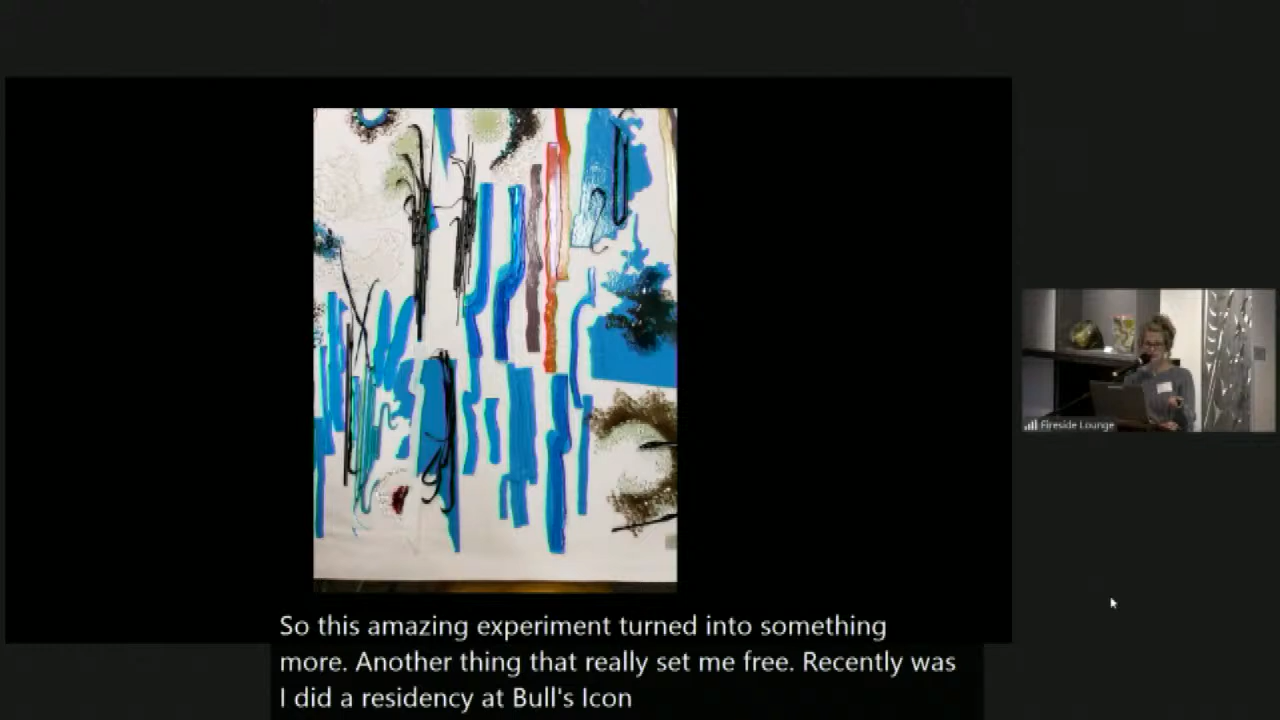 Fireside Lounge
So this amazing experiment turned into something
more. Another thing that really set me free. Recently was
I did a residency at Bull's Icon